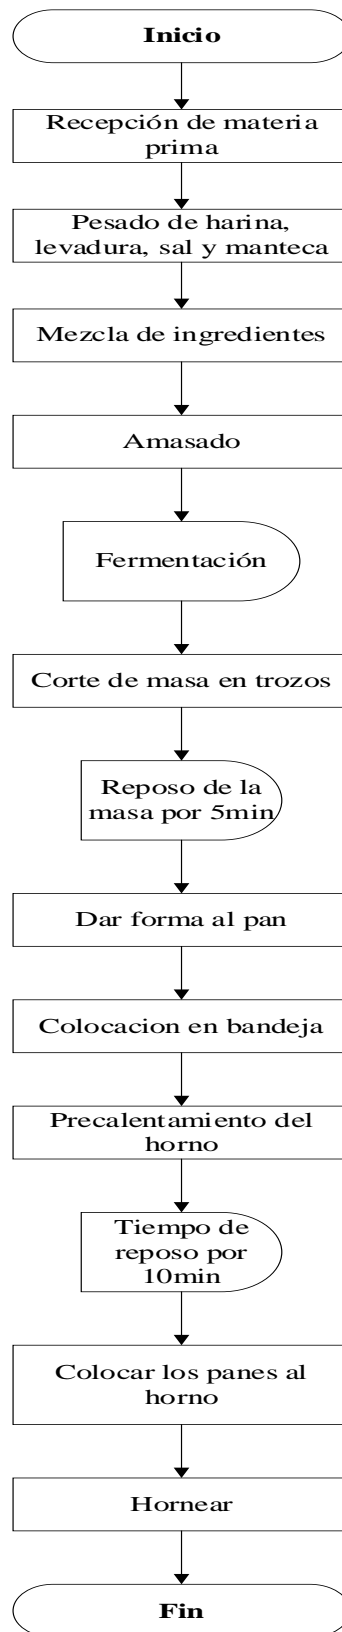 Inicio
Recepción de materia
prima
Pesado de harina,
levadura, sal y manteca
Mezcla de ingredientes
Amasado
Fermentación
Corte de masa en trozos
Reposo de la
masa por 5min
Dar forma al pan
Colocacion en bandeja
Precalentamiento del
horno
Tiempo de
reposo por
10min
Colocar los panes al
horno
Hornear
Fin